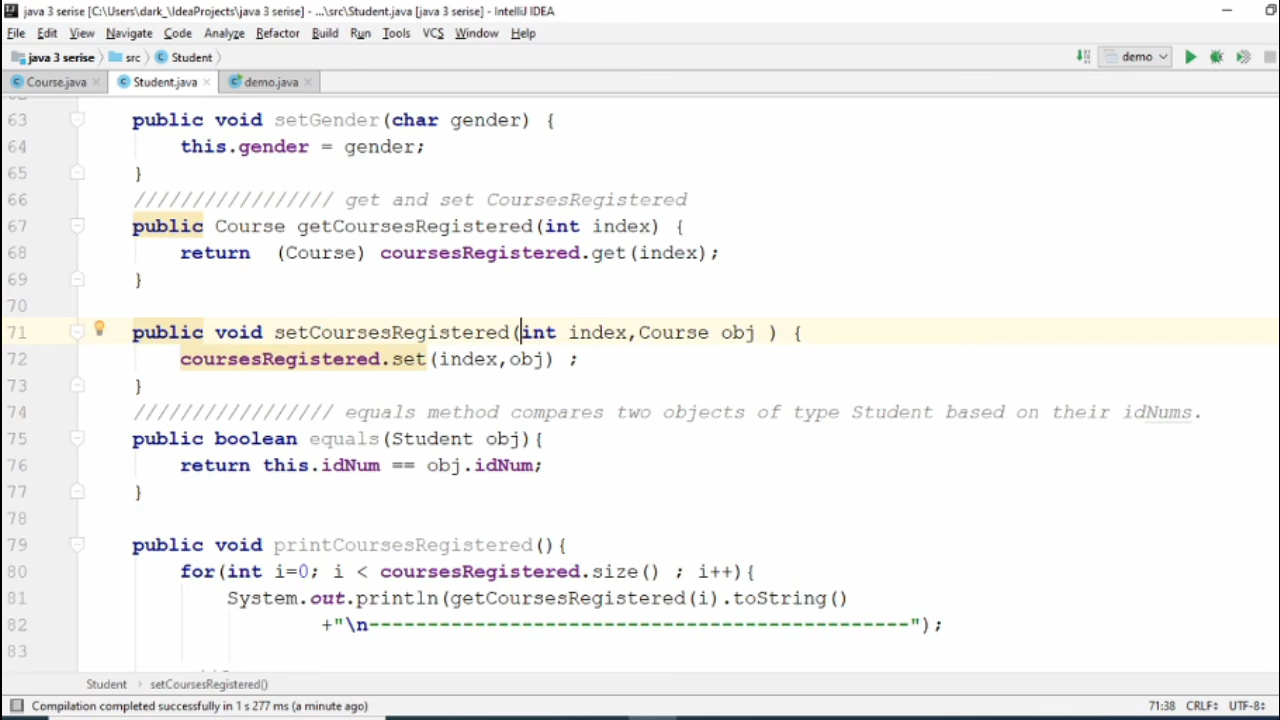 java 3 serise [C:\Users\dark_\IdeaProjects\java 3 serise] - ...\src\Student.java [java 3 serise] - IntelliJ IDEA
File Edit View Navigate Code Analyze Refactor Build Run Tools VCS Window Help
java 3 serise src Student demo
Course.java Student.java demo.java
63 public void setGender(char gender) {
64 this.gender = gender;
65 }
66 ///////////////// get and set CoursesRegistered
67 public Course getCoursesRegistered(int index) {
68 return (Course) coursesRegistered.get(index);
69 }
70
71 public void setCoursesRegistered(int index,Course obj ) {
72 coursesRegistered.set(index,obj) ;
73 }
74 ///////////////// equals method compares two objects of type Student based on their idNums.
75 public boolean equals(Student obj){
76 return this.idNum == obj.idNum;
77 }
78
79 public void printCoursesRegistered(){
80 for(int i=0; i < coursesRegistered.size() ; i++){
81 System.out.println(getCoursesRegistered(i).toString()
82 +"\n----------------------------------------------");
83
Student setCoursesRegistered()
Compilation completed successfully in 1 s 277 ms (a minute ago) 71:38 CRLF UTF-8